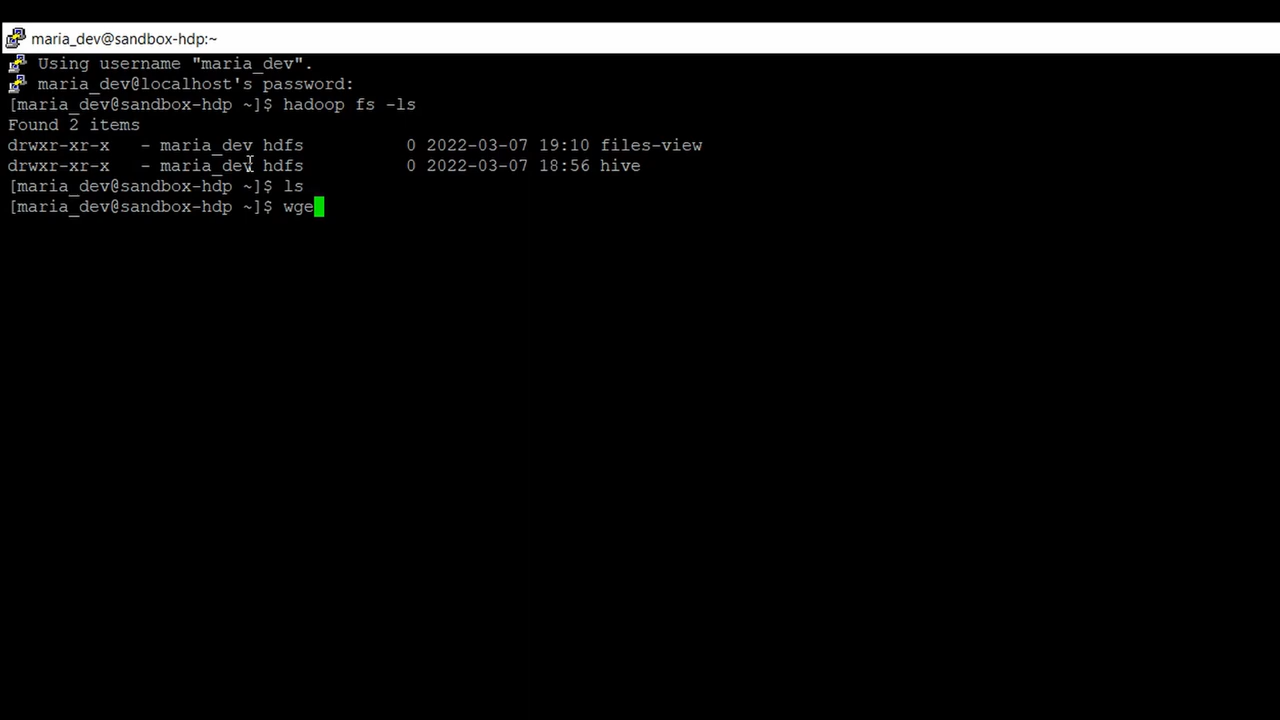 maria_dev@sandbox-hdp:~
Using username "maria_dev".
maria_dev@localhost's password:
[maria_dev@sandbox-hdp ~]$ hadoop fs -ls
Found 2 items
drwxr-xr-x   - maria_dev hdfs          0 2022-03-07 19:10 files-view
drwxr-xr-x   - maria_dev hdfs          0 2022-03-07 18:56 hive
[maria_dev@sandbox-hdp ~]$ ls
[maria_dev@sandbox-hdp ~]$ wge